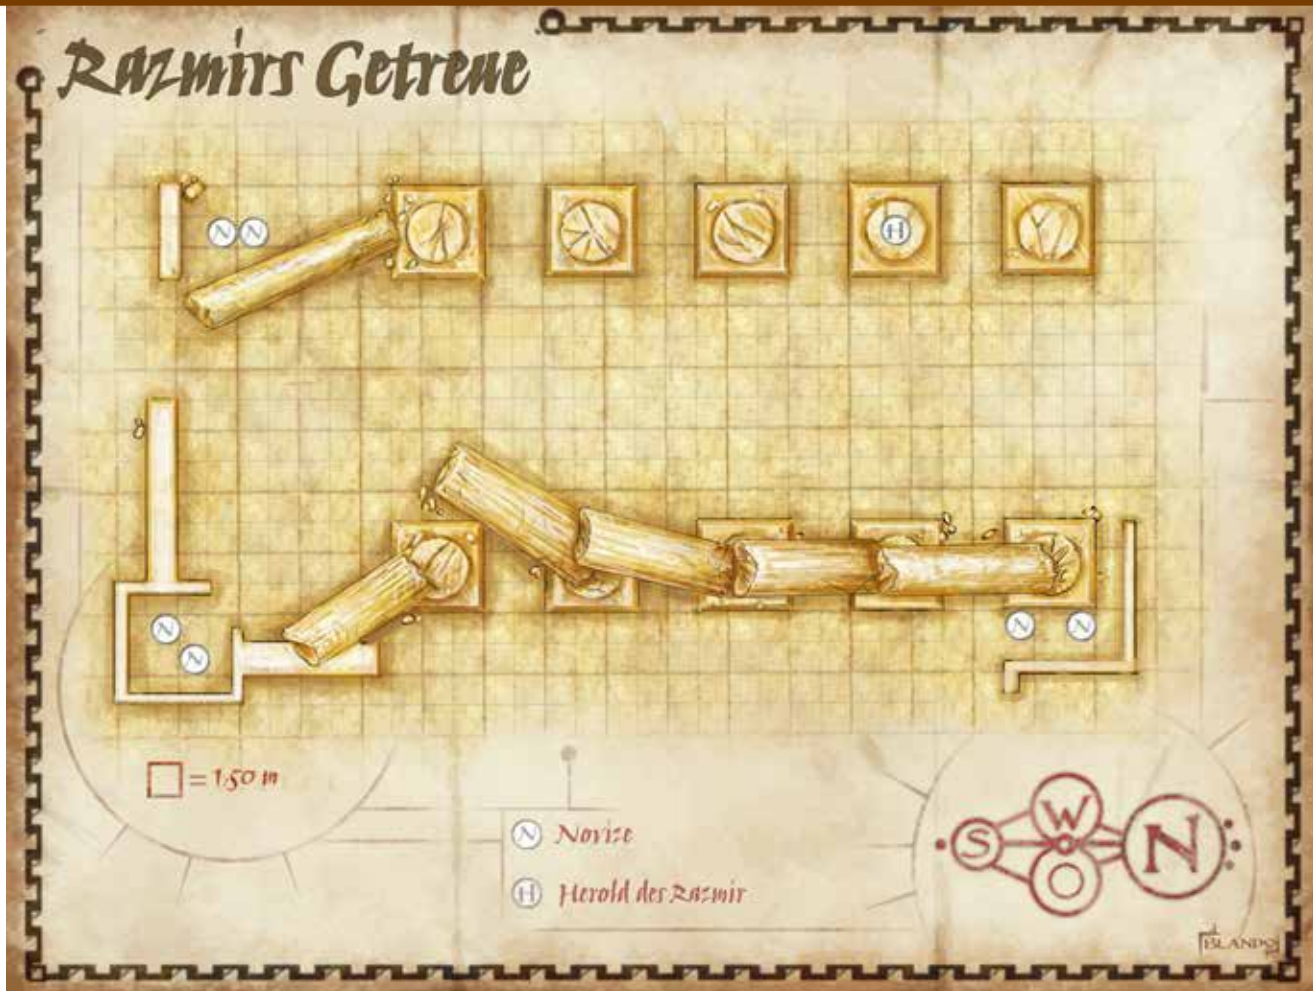 Razmirs Getreue
N N
H
N
N
N N
= 1,50 m
N Novize
H Herold des Razmir
W
S N
O
BLANDO